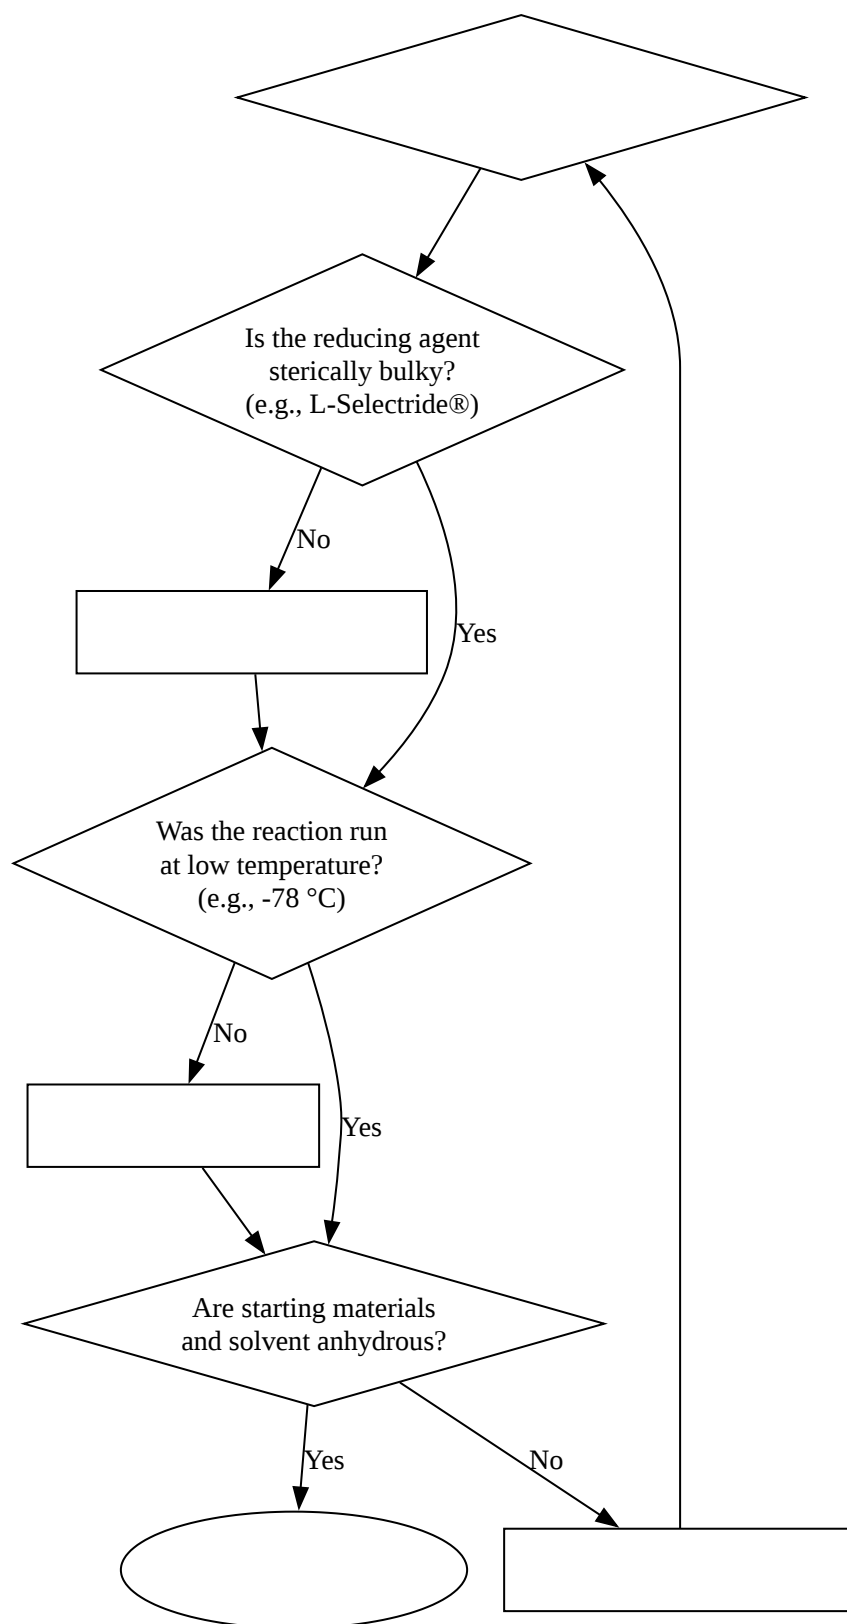 Is the reducing agent
sterically bulky?
(e.g., L-Selectride®)
No
Yes
Was the reaction run
at low temperature?
(e.g., -78 °C)
No
Yes
Are starting materials
and solvent anhydrous?
Yes
No